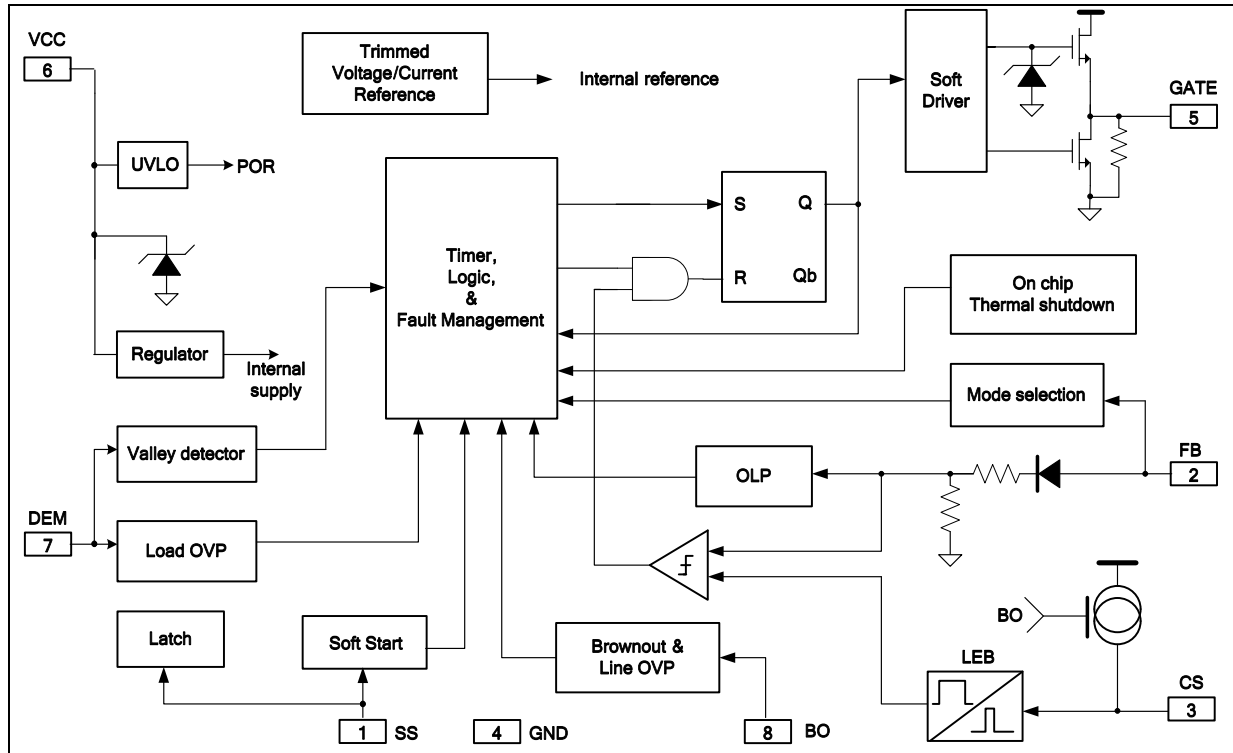 VCC
6
Trimmed
Voltage/Current
Reference
Internal reference
Soft
Driver
GATE
5
UVLO
POR
Timer,
Logic,
&
Fault Management
S
Q
R
Qb
On chip
Thermal shutdown
Regulator
Internal
supply
Mode selection
Valley detector
OLP
FB
2
DEM
7
Load OVP
BO
Latch
Soft Start
Brownout &
Line OVP
LEB
CS
3
1
SS
4
GND
8
BO